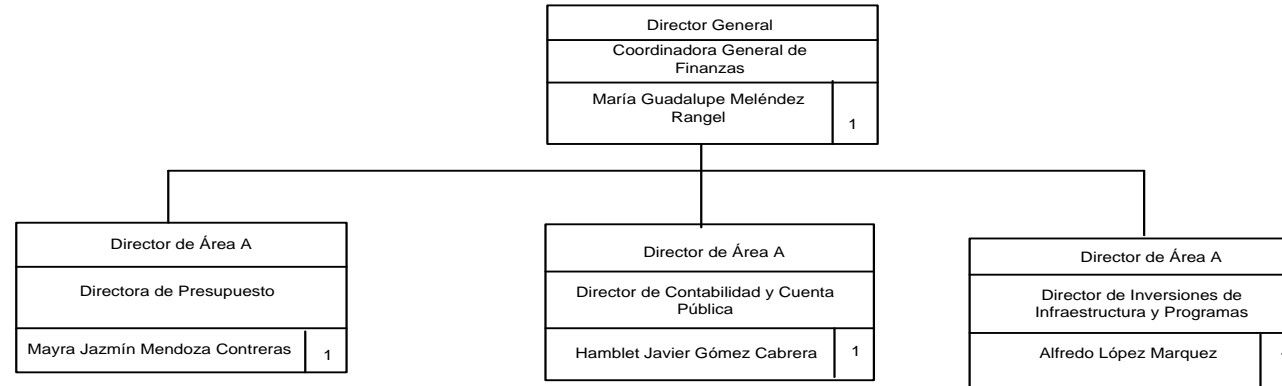 Director General
Coordinadora General de
Finanzas
María Guadalupe Meléndez
Rangel
1
Director de Área A
Directora de Presupuesto
Mayra Jazmín Mendoza Contreras
1
Director de Área A
Director de Contabilidad y Cuenta
Pública
Hamblet Javier Gómez Cabrera
1
Director de Área A
Director de Inversiones de
Infraestructura y Programas
Alfredo López Marquez